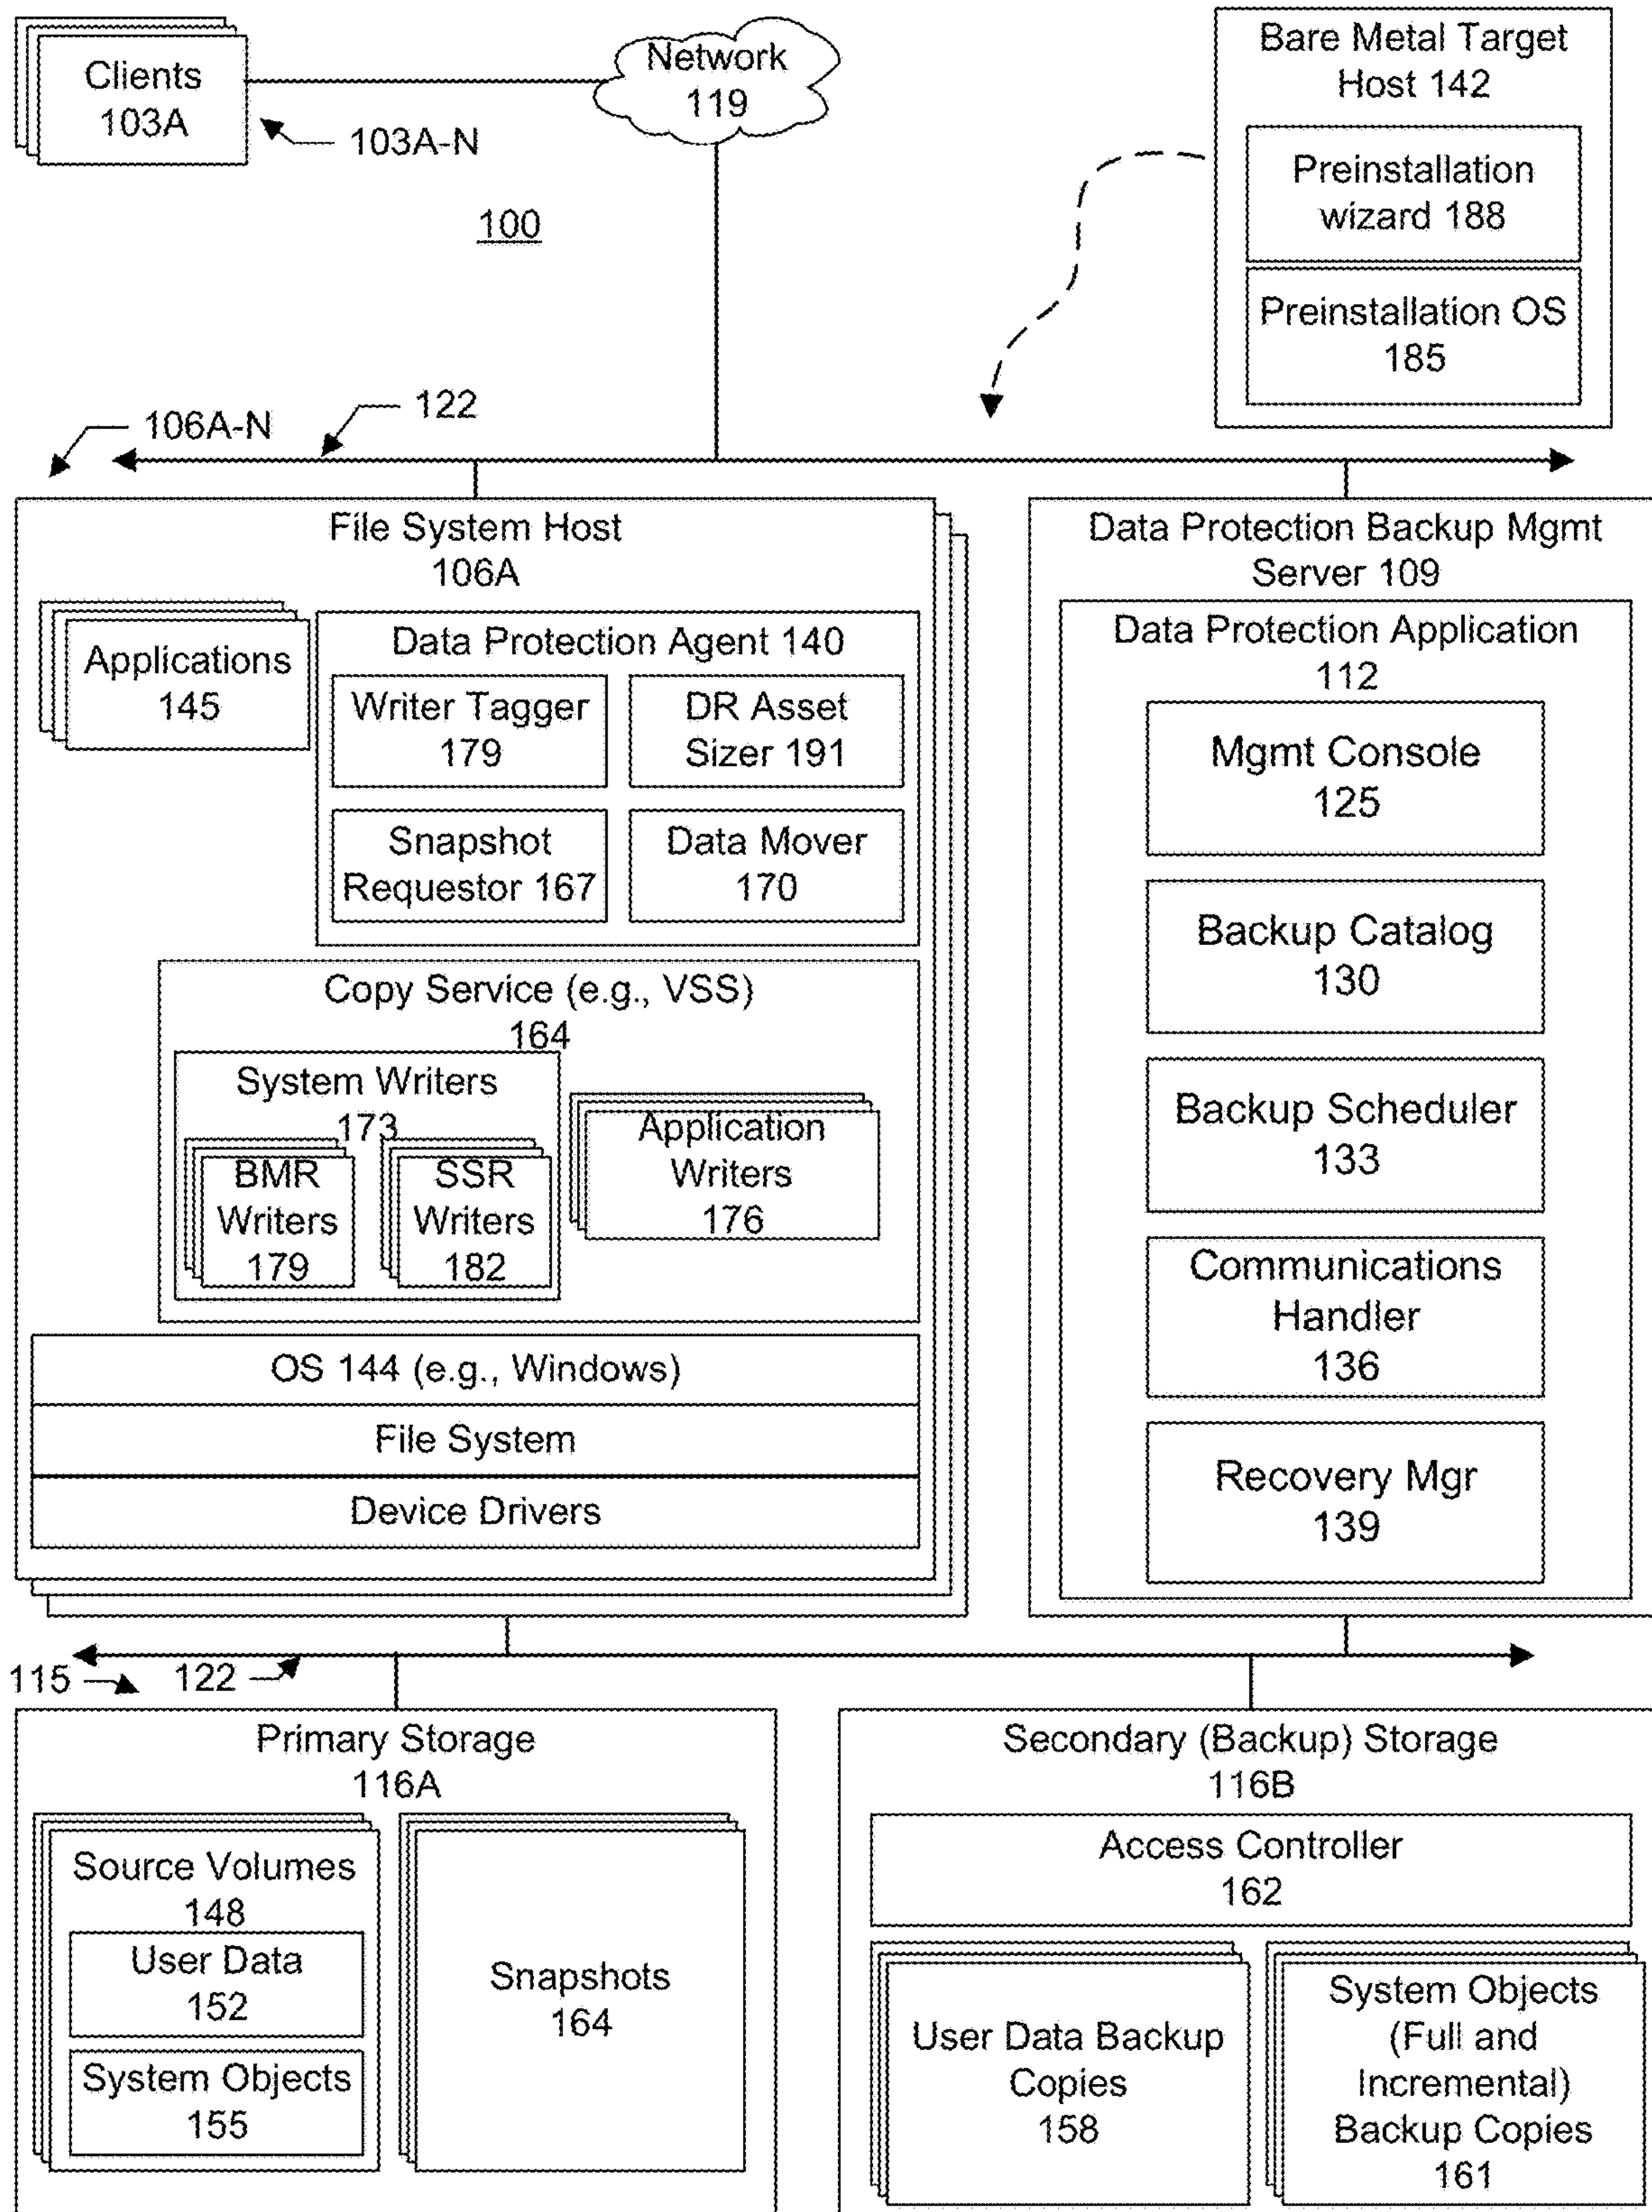 Clients
103A
103A-N
Network
119
100
Bare Metal Target
Host 142
Preinstallation
wizard 188
Preinstallation OS
185
106A-N
122
File System Host
106A
Applications
145
Data Protection Agent 140
Writer Tagger
179
DR Asset
Sizer 191
Snapshot
Requestor 167
Data Mover
170
Copy Service (e.g., VSS)
164
System Writers
173
BMR
Writers
179
SSR
Writers
182
Application
Writers
176
OS 144 (e.g., Windows)
File System
Device Drivers
Data Protection Backup Mgmt
Server 109
Data Protection Application
112
Mgmt Console
125
Backup Catalog
130
Backup Scheduler
133
Communications
Handler
136
Recovery Mgr
139
115
122
Primary Storage
116A
Source Volumes
148
User Data
152
System Objects
155
Snapshots
164
Secondary (Backup) Storage
116B
Access Controller
162
User Data Backup
Copies
158
System Objects
(Full and
Incremental)
Backup Copies
161